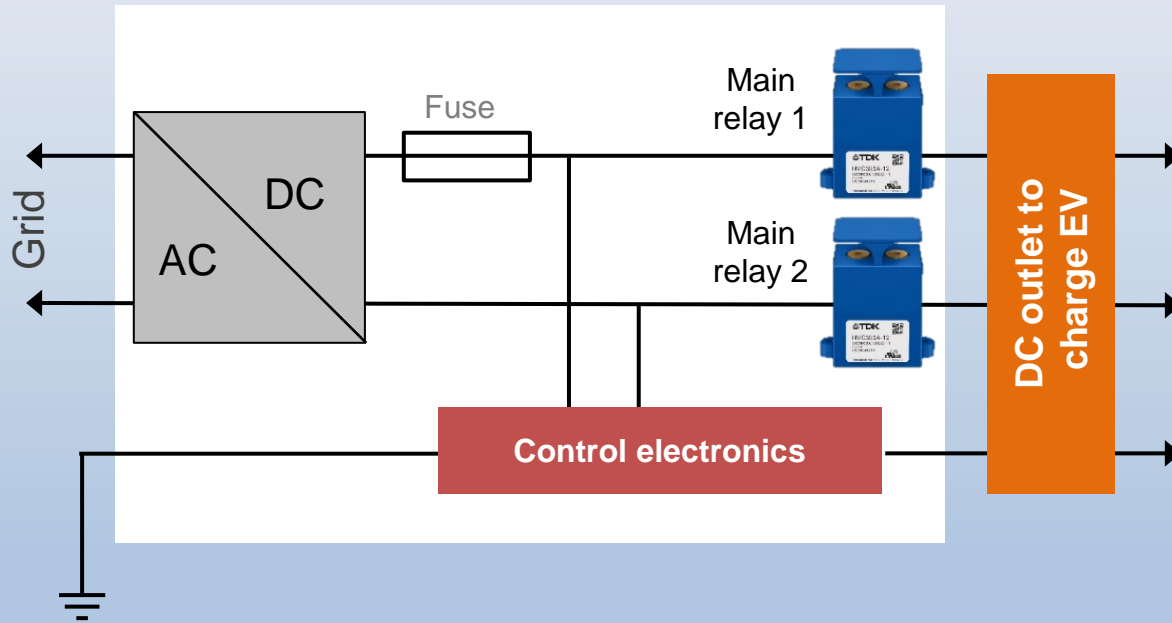 Grid
AC
DC
Fuse
Main
relay 1
TDK
Main
relay 2
TDK
Control electronics
DC outlet to
charge EV